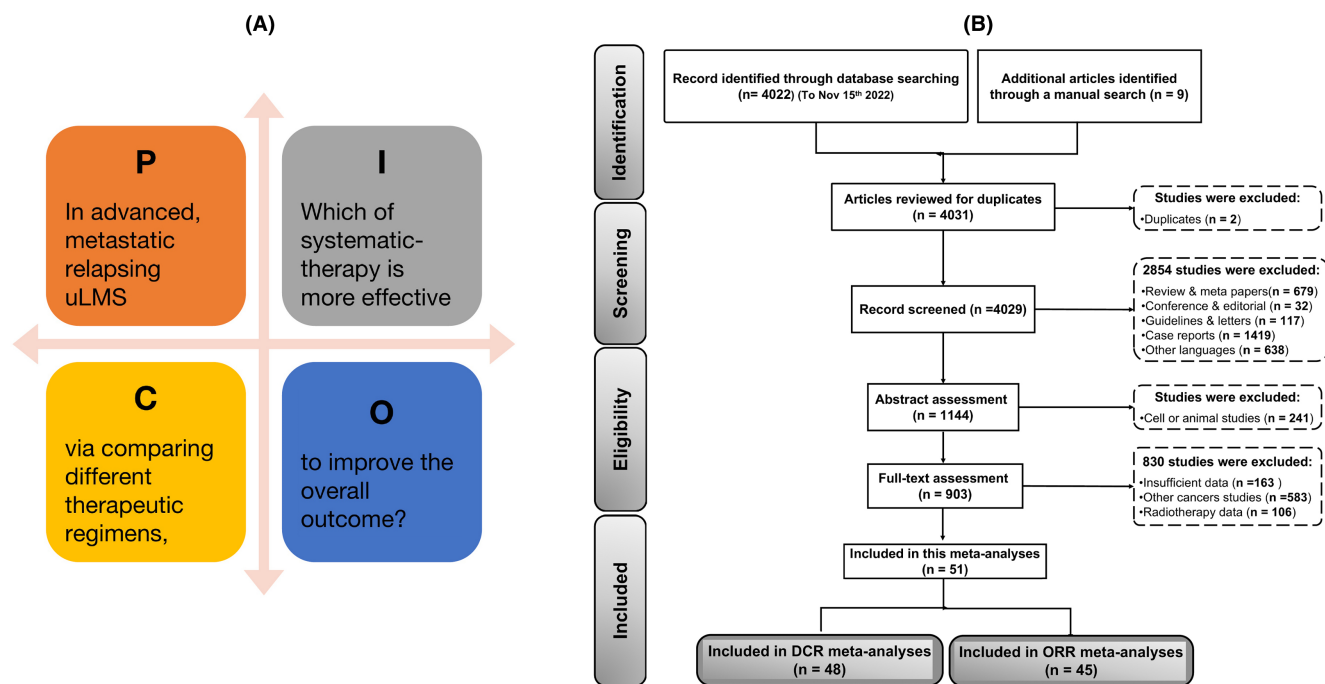 (A)
P
In advanced,
metastatic
relapsing
uLMS
I
Which of
systematic-
therapy is
more effective
C
via comparing
different
therapeutic
regimens,
O
to improve the
overall
outcome?
(B)
Identification
Screening
Eligibility
Included
Record identified through database searching
(n= 4022) (To Nov 15th 2022)
Additional articles identified
through a manual search (n = 9)
Articles reviewed for duplicates
(n = 4031)
Studies were excluded:
•Duplicates (n = 2)
Record screened (n =4029)
2854 studies were excluded:
•Review & meta papers(n = 679)
•Conference & editorial (n = 32)
•Guidelines & letters (n = 117)
•Case reports (n = 1419)
•Other languages (n = 638)
Abstract assessment
(n = 1144)
Studies were excluded:
•Cell or animal studies (n = 241)
Full-text assessment
(n = 903)
830 studies were excluded:
•Insufficient data (n =163 )
•Other cancers studies (n =583)
•Radiotherapy data (n = 106)
Included in this meta-analyses
(n = 51)
Included in DCR meta-analyses
(n = 48)
Included in ORR meta-analyses
(n = 45)